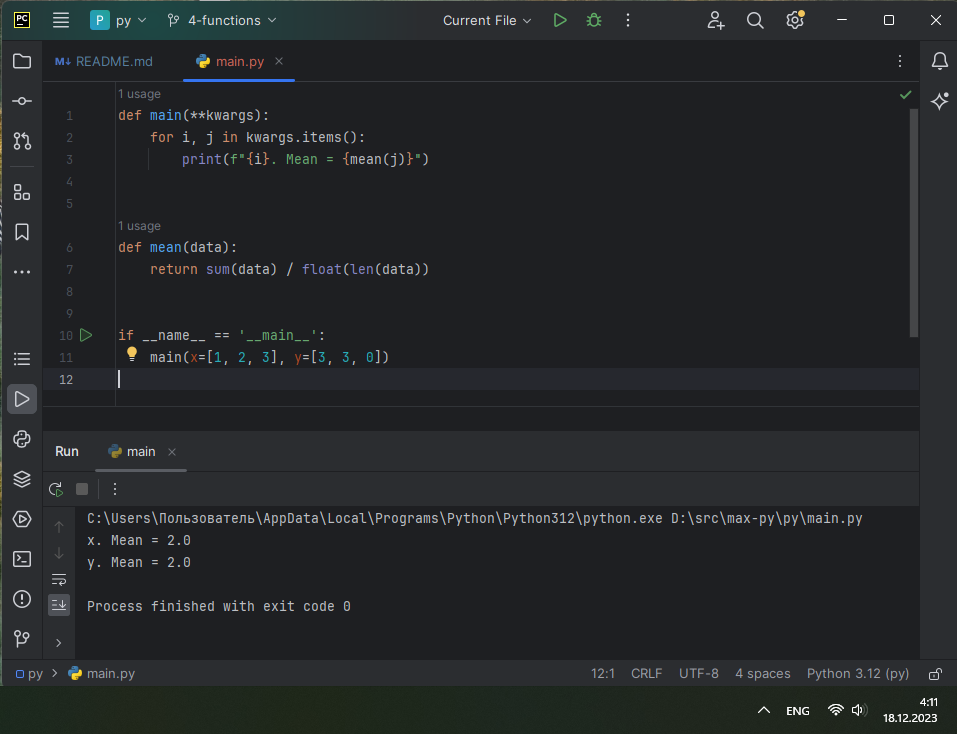 PC P py 4-functions Current File
M↓ README.md main.py
1 usage
1 def main(**kwargs):
2 for i, j in kwargs.items():
3 print(f"{i}. Mean = {mean(j)}")
4
5
1 usage
6 def mean(data):
7 return sum(data) / float(len(data))
8
9
10 if __name__ == '__main__':
11 main(x=[1, 2, 3], y=[3, 3, 0])
12
Run main
C:\Users\Пользователь\AppData\Local\Programs\Python\Python312\python.exe D:\src\max-py\py\main.py
x. Mean = 2.0
y. Mean = 2.0
Process finished with exit code 0
py main.py 12:1 CRLF UTF-8 4 spaces Python 3.12 (py)
ENG 4:11
18.12.2023